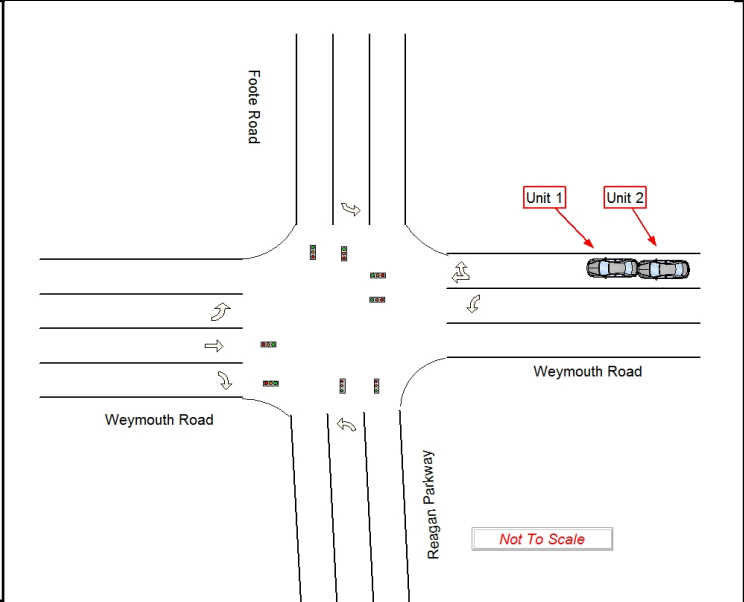 Foote Road
Unit 1
Unit 2
Weymouth Road
Weymouth Road
Reagan Parkway
Not To Scale